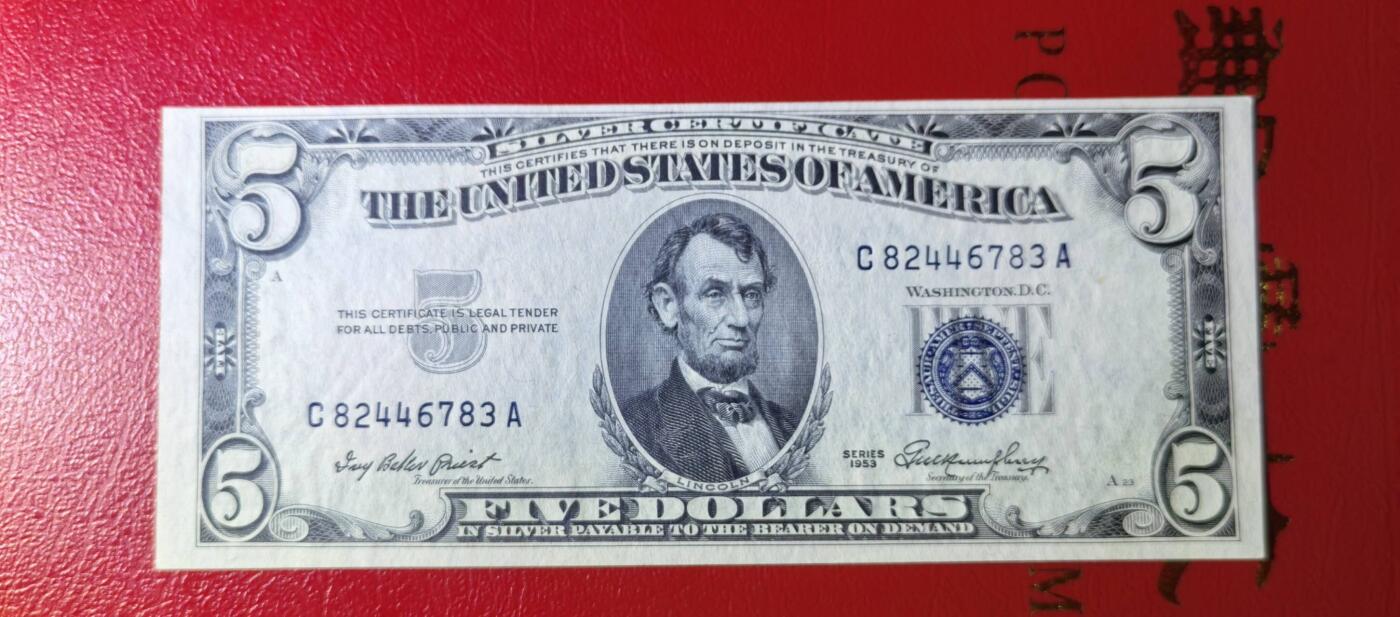 SILVER CERTIFICATE
THIS CERTIFIES THAT THERE IS ON DEPOSIT IN THE TREASURY OF
THE UNITED STATES OF AMERICA
5
5
C 82446783 A
A
WASHINGTON, D.C.
5
THIS CERTIFICATE IS LEGAL TENDER
FOR ALL DEBTS, PUBLIC AND PRIVATE
FIVE
FIVE
FIVE
C 82446783 A
Ivy Baker Priest
Treasurer of the United States.
SERIES
1953
G.M. Humphrey
Secretary of the Treasury.
A 23
LINCOLN
5
5
FIVE DOLLARS
IN SILVER PAYABLE TO THE BEARER ON DEMAND